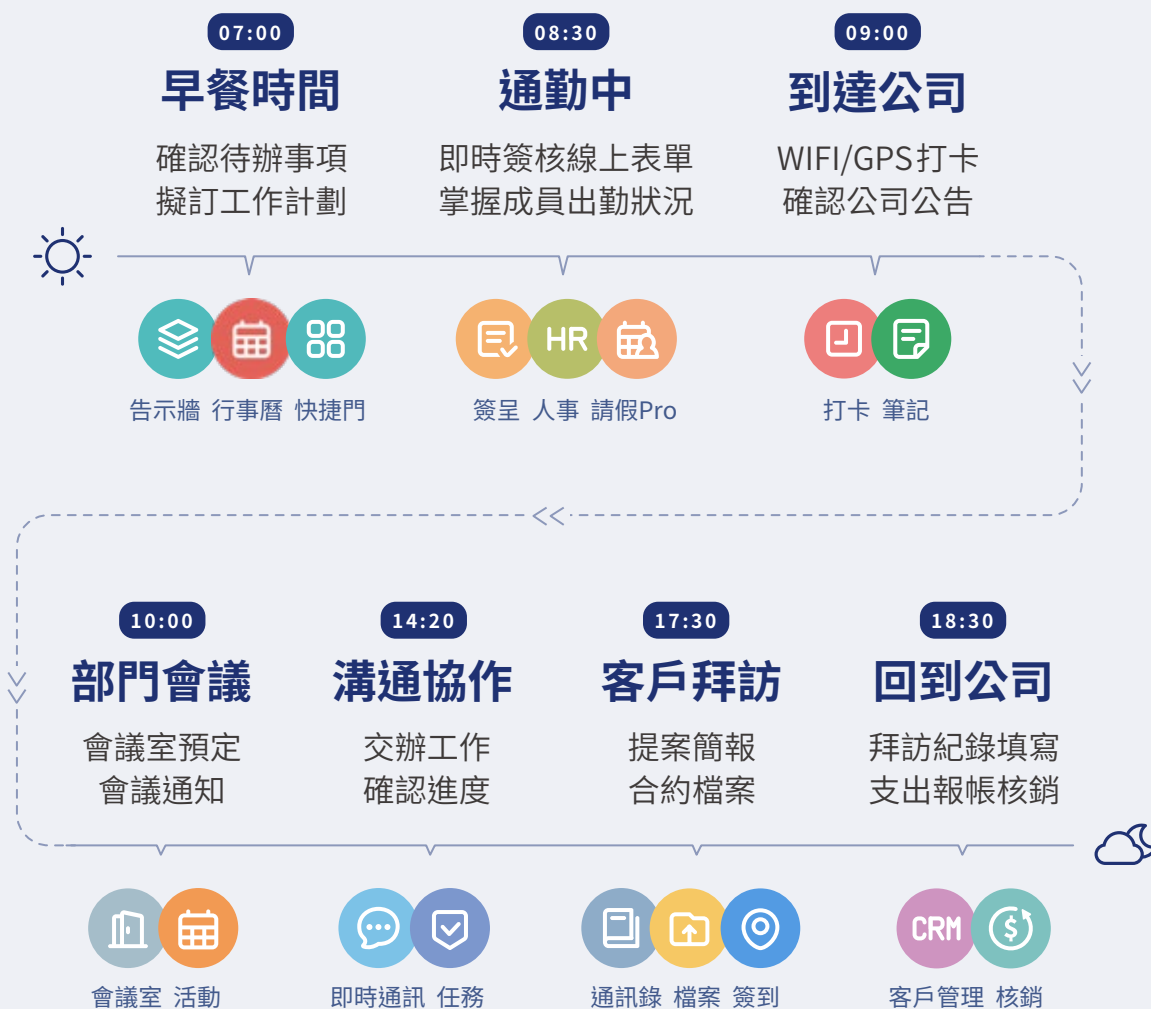 07:00 08:30 09:00
早餐時間 通勤中 到達公司
確認待辦事項 即時簽核線上表單 WIFI/GPS打卡
擬訂工作計劃 掌握成員出勤狀況 確認公司公告
HR
告示牆 行事曆 快捷門 簽呈 人事 請假Pro 打卡 筆記
10:00 14:20 17:30 18:30
部門會議 溝通協作 客戶拜訪 回到公司
會議室預定 交辦工作 提案簡報 拜訪紀錄填寫
會議通知 確認進度 合約檔案 支出報帳核銷
CRM $
會議室 活動 即時通訊 任務 通訊錄 檔案 簽到 客戶管理 核銷